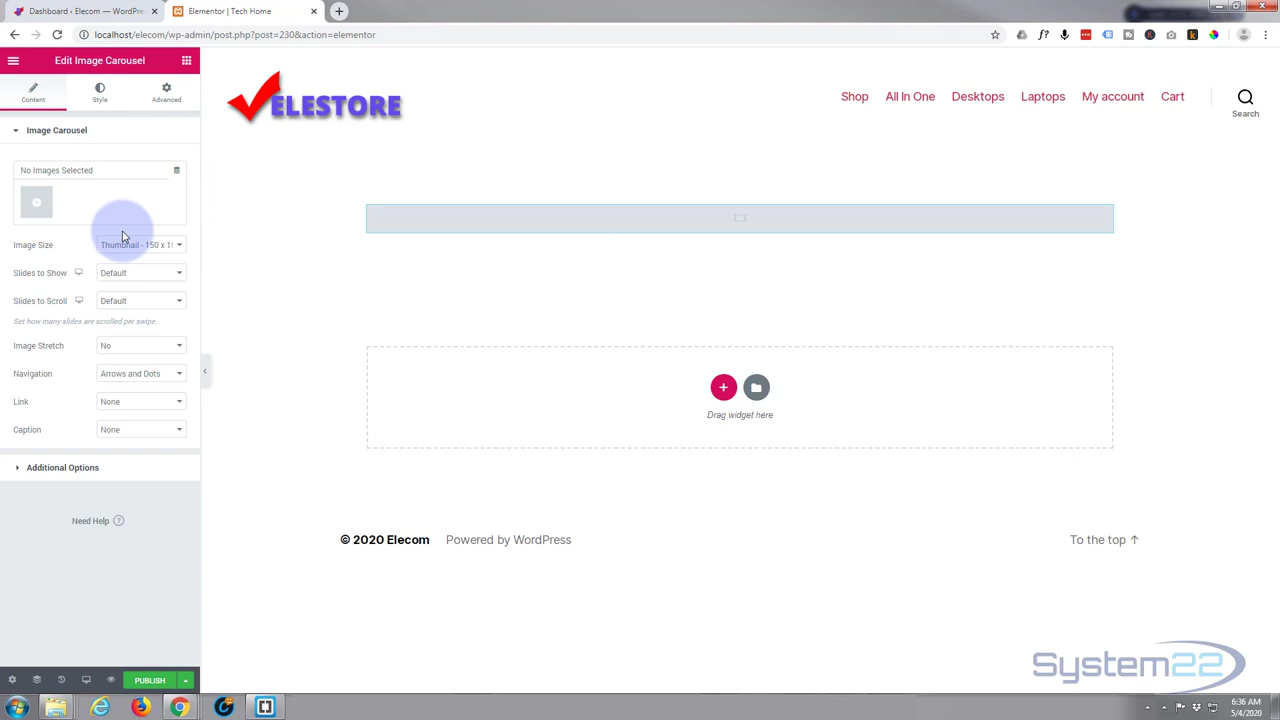 Dashboard ‹ Elecom — WordPre
Elementor | Tech Home
localhost/elecom/wp-admin/post.php?post=230&action=elementor
Edit Image Carousel
Content
Style
Advanced
Image Carousel
No Images Selected
Image Size
Thumbnail - 150 x 1
Slides to Show
Default
Slides to Scroll
Default
Set how many slides are scrolled per swipe.
Image Stretch
No
Navigation
Arrows and Dots
Link
None
Caption
None
Additional Options
Need Help ?
PUBLISH
ELESTORE
Shop
All In One
Desktops
Laptops
My account
Cart
Search
Drag widget here
© 2020 Elecom
Powered by WordPress
To the top ↑
System22
6:36 AM
5/4/2020